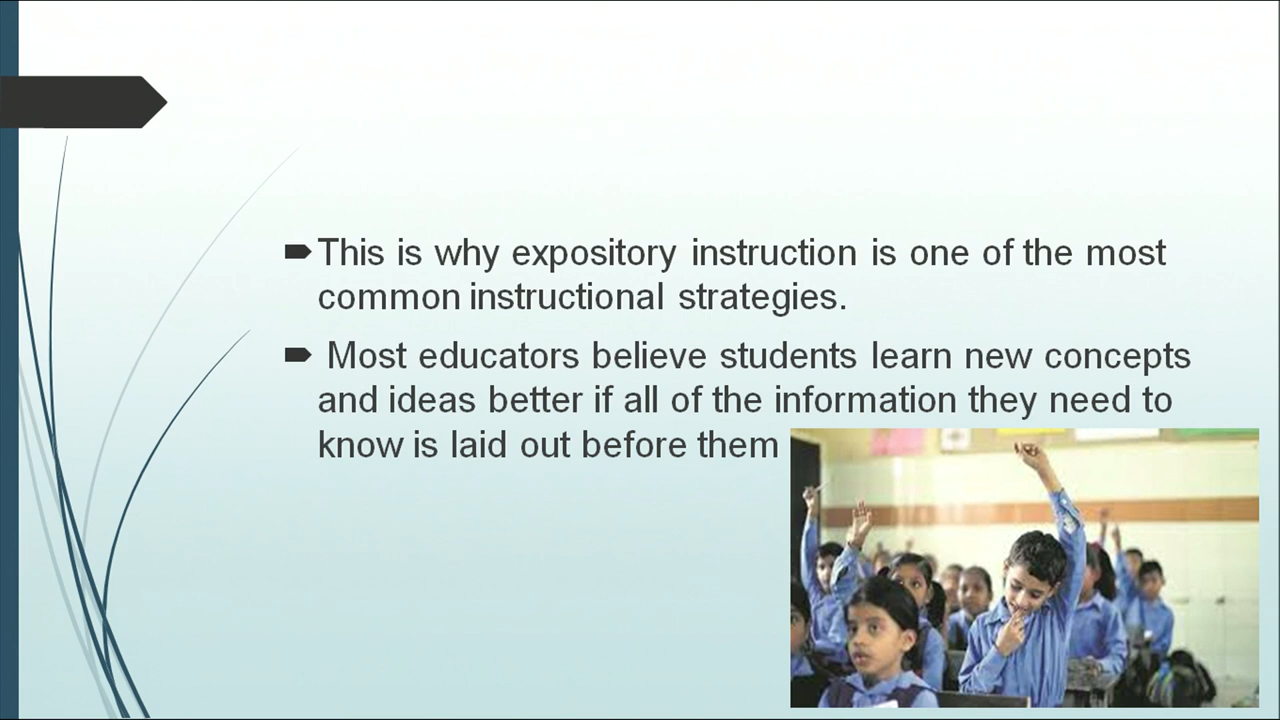 This is why expository instruction is one of the most
common instructional strategies.
Most educators believe students learn new concepts
and ideas better if all of the information they need to
know is laid out before them